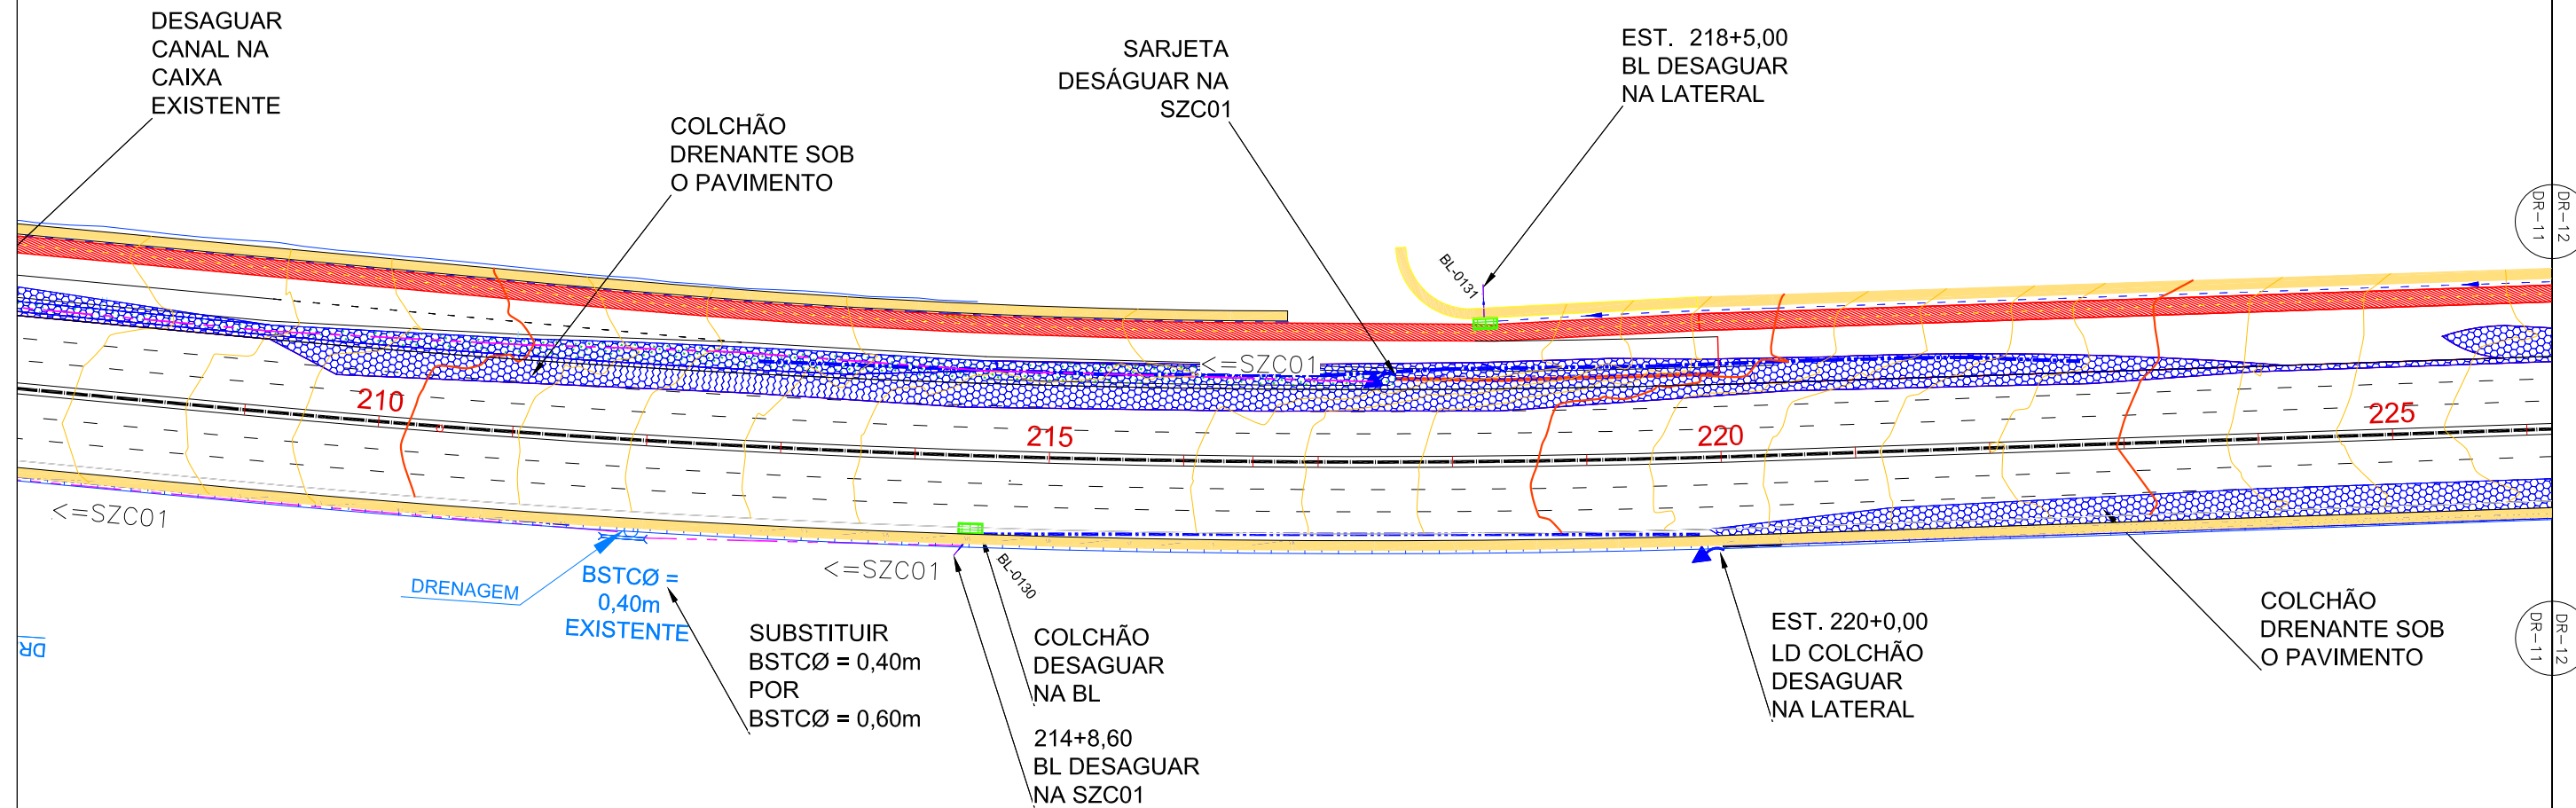 DESAGUAR
CANAL NA
CAIXA
EXISTENTE
COLCHÃO
DRENANTE SOB
O PAVIMENTO
SARJETA
DESÁGUAR NA
SZC01
EST. 218+5,00
BL DESAGUAR
NA LATERAL
DR-12
DR-11
BL-0131
<=SZC01
210
215
220
225
<=SZC01
<=SZC01
BL-0130
DRENAGEM
BSTCØ =
0,40m
EXISTENTE
DR
SUBSTITUIR
BSTCØ = 0,40m
POR
BSTCØ = 0,60m
COLCHÃO
DESAGUAR
NA BL
214+8,60
BL DESAGUAR
NA SZC01
EST. 220+0,00
LD COLCHÃO
DESAGUAR
NA LATERAL
COLCHÃO
DRENANTE SOB
O PAVIMENTO
DR-12
DR-11